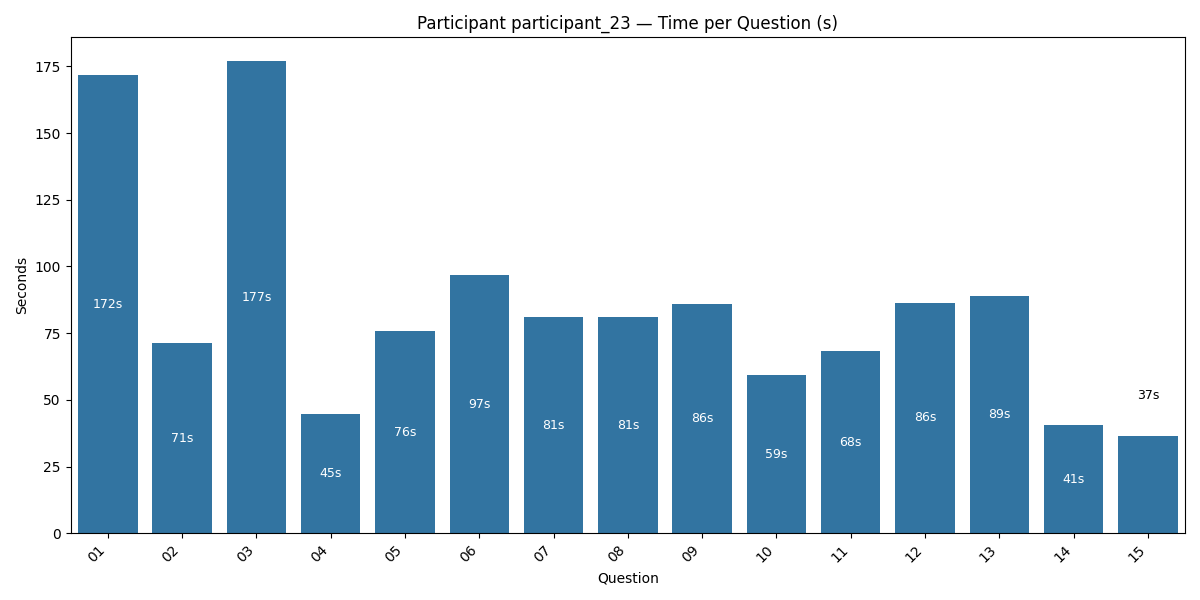 Participant participant_23 — Time per Question (s)
Seconds
175
150
125
100
75
50
25
0
172s
71s
177s
45s
76s
97s
81s
81s
86s
59s
68s
86s
89s
41s
37s
01
02
03
04
05
06
07
08
09
10
11
12
13
14
15
Question